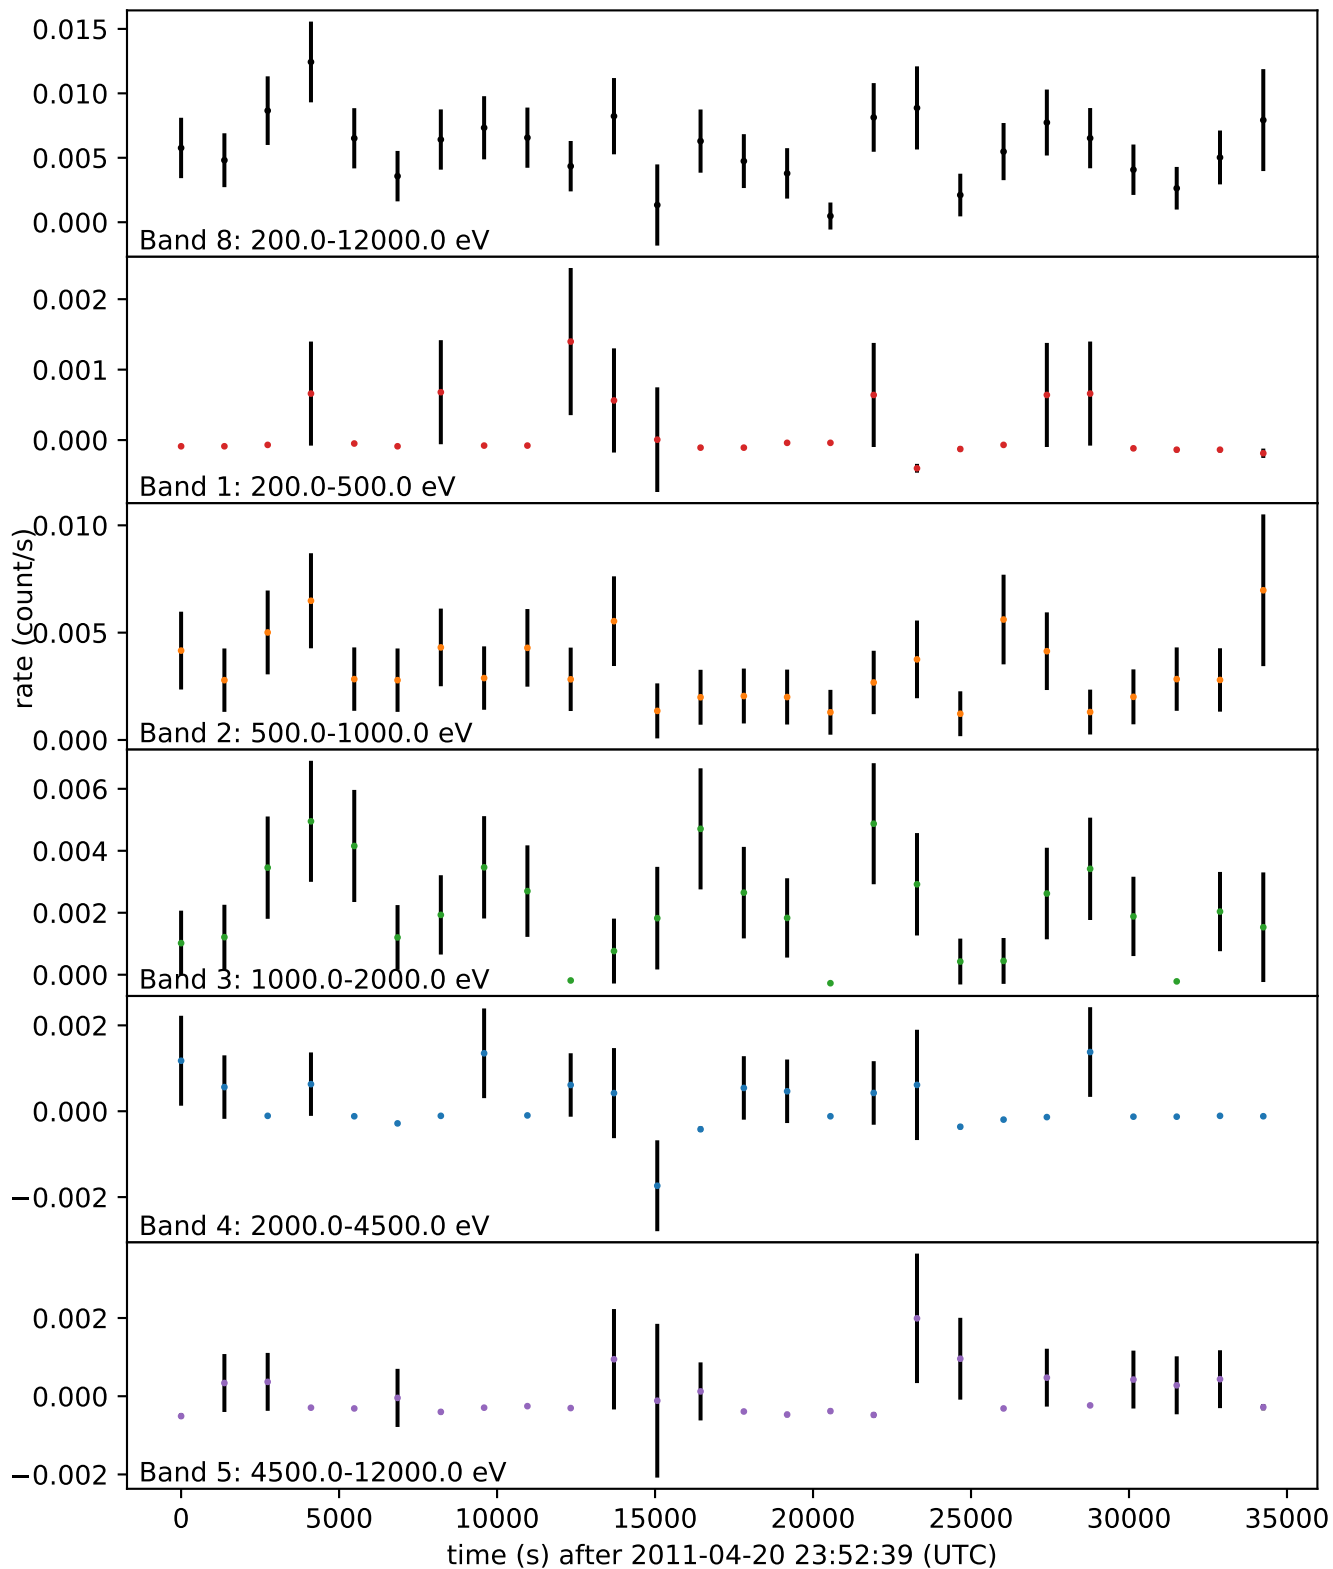 0.015
0.010
0.005
0.000
Band 8: 200.0-12000.0 eV
0.002
0.001
0.000
Band 1: 200.0-500.0 eV
rate (count/s)
0.010
0.005
0.000
Band 2: 500.0-1000.0 eV
0.006
0.004
0.002
0.000
Band 3: 1000.0-2000.0 eV
0.002
0.000
−0.002
Band 4: 2000.0-4500.0 eV
0.002
0.000
−0.002
Band 5: 4500.0-12000.0 eV
0 5000 10000 15000 20000 25000 30000 35000
time (s) after 2011-04-20 23:52:39 (UTC)